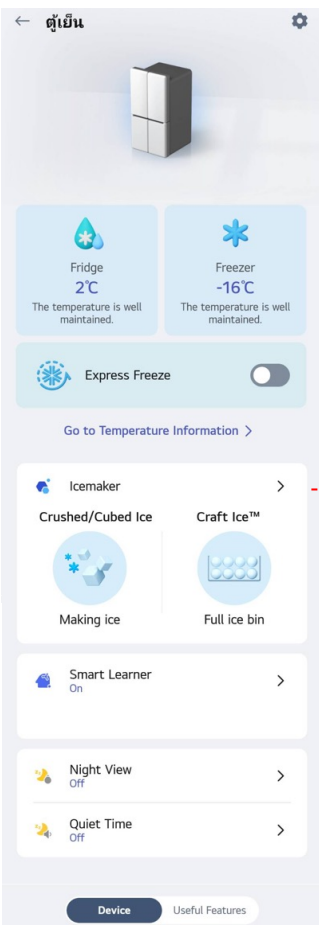 ตู้เย็น
Fridge
2°C
The temperature is well
maintained.
Freezer
-16°C
The temperature is well
maintained.
Express Freeze
Go to Temperature Information >
Icemaker
Crushed/Cubed Ice
Making ice
Craft Ice™
Full ice bin
Smart Learner
On
Night View
Off
Quiet Time
Off
Device
Useful Features